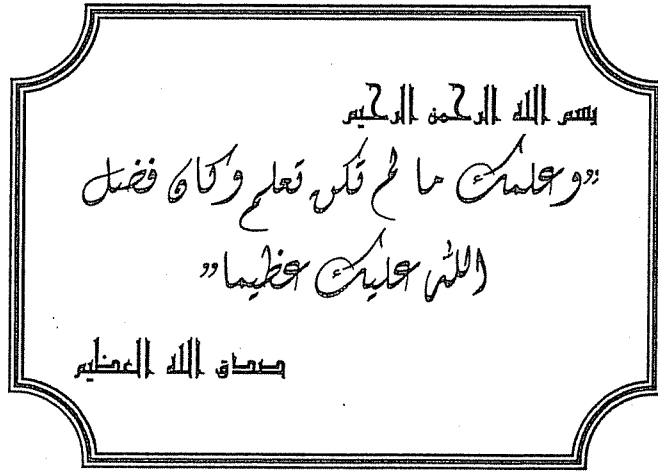 بسم الله الرحمن الرحيم
"وعلمك ما لم تكن تعلم وكان فضل
الله عليك عظيما"
صدق الله العظيم